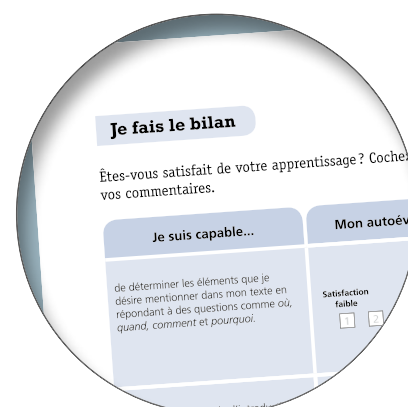 Je fais le bilan
Êtes-vous satisfait de votre apprentissage ? Coche
vos commentaires.
Je suis capable...
Mon autoév
de déterminer les éléments que je
désire mentionner dans mon texte en
répondant à des questions comme où,
quand, comment et pourquoi.
Satisfaction
faible
1 2